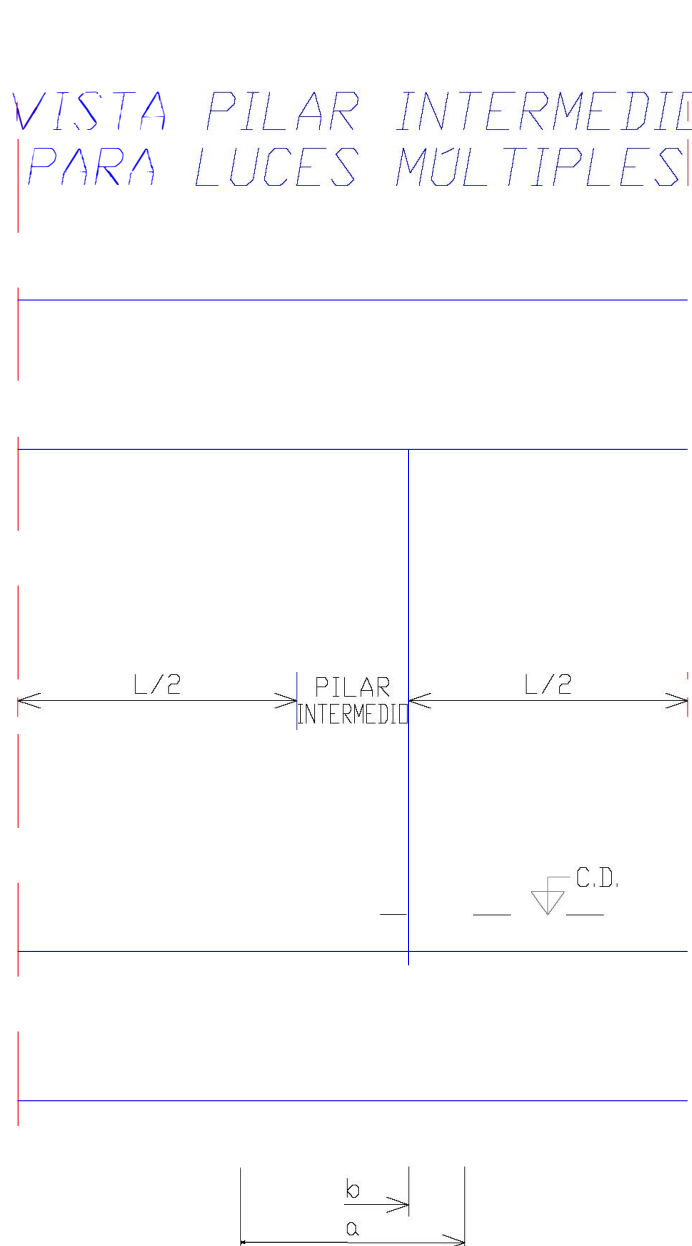 VISTA PILAR INTERMEDIO
PARA LUCES MÚLTIPLES
L/2
PILAR
INTERMEDIO
L/2
C.D.
b
a